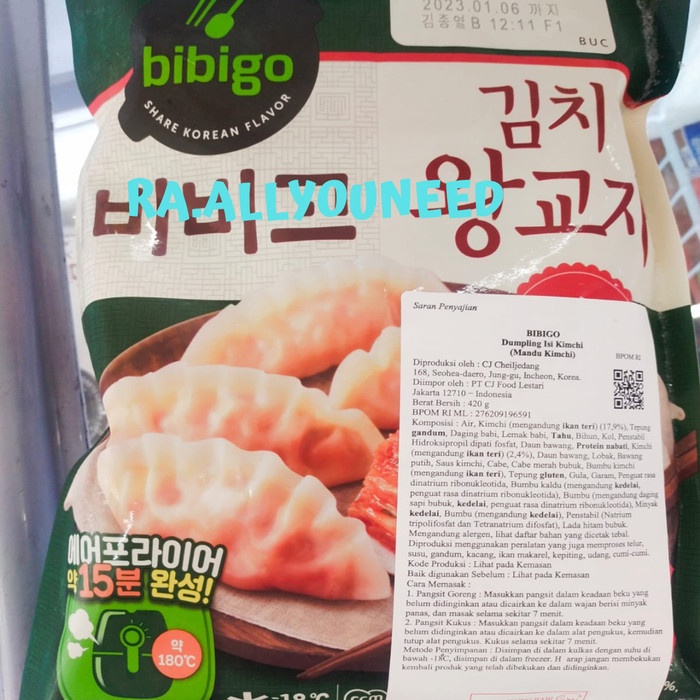 2023.01.06 까지
김종열B 12:11 F1
BUC
bibigo
SHARE KOREAN FLAVOR
김치
비비고 왕교자
RA.ALLYOUNEED
Saran Penyajian
BIBIGO
Dumpling Isi Kimchi
(Mandu Kimchi)
BPOM RI
Diproduksi oleh : CJ Cheiljedang
168, Seohea-daero, Jung-gu, Incheon, Korea.
Diimpor oleh : PT CJ Food Lestari
Jakarta 12710 – Indonesia
Berat Bersih : 420 g
BPOM RI ML : 276209196591
Komposisi : Air, Kimchi (mengandung ikan teri) (17,9%), Tepung
gandum, Daging babi, Lemak babi, Tahu, Bihun, Kol, Penstabil
Hidroksipropil dipati fosfat, Daun bawang, Protein nabati, Kimchi
(mengandung ikan teri) (2,4%), Daun bawang, Lobak, Bawang
putih, Saus kimchi, Cabe, Cabe merah bubuk, Bumbu kimchi
(mengandung ikan teri), Tepung gluten, Gula, Garam, Penguat rasa
dinatrium ribonukleotida, Bumbu kaldu (mengandung kedelai,
penguat rasa dinatrium ribonukleotida), Bumbu (mengandung daging
sapi bubuk, kedelai, penguat rasa dinatrium ribonukleotida), Minyak
kedelai, Bumbu (mengandung kedelai), Penstabil (Natrium
tripolifosfat dan Tetranatrium difosfat), Lada hitam bubuk.
Mengandung alergen, lihat daftar bahan yang dicetak tebal.
Diproduksi menggunakan peralatan yang juga memproses telur,
susu, gandum, kacang, ikan makarel, kepiting, udang, cumi-cumi.
Kode Produksi : Lihat pada Kemasan
Baik digunakan Sebelum : Lihat pada Kemasan
Cara Memasak :
1. Pangsit Goreng : Masukkan pangsit dalam keadaan beku yang
belum didinginkan atau dicairkan ke dalam wajan berisi minyak
panas, dan masak selama sekitar 7 menit.
2. Pangsit Kukus : Masukkan pangsit dalam keadaan beku yang
belum didinginkan atau dicairkan ke dalam alat pengukus, kemudian
tutup alat pengukus. Kukus selama sekitar 7 menit.
Metode Penyimpanan : Disimpan di dalam kulkas dengan suhu di
bawah -18℃, disimpan di dalam freezer. H arap jangan membekukan
kembali produk yang telah dibekukan dan didinginkan.
에어프라이어
약15분 완성!
약
180℃
-18℃